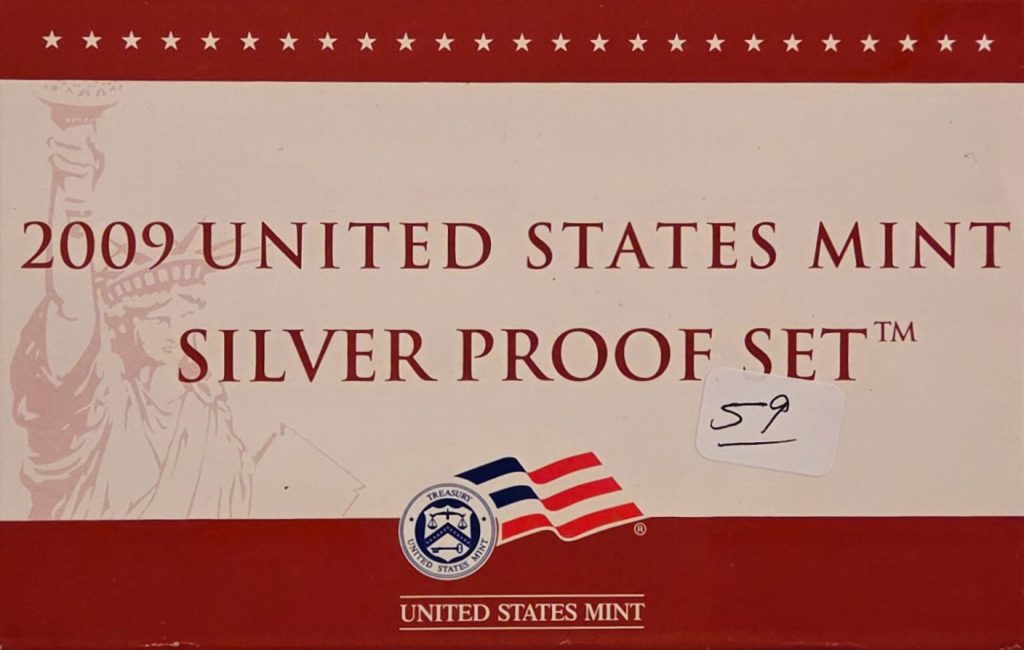 2009 UNITED STATES MINT
SILVER PROOF SET™
59
TREASURY
UNITED STATES MINT
®
UNITED STATES MINT